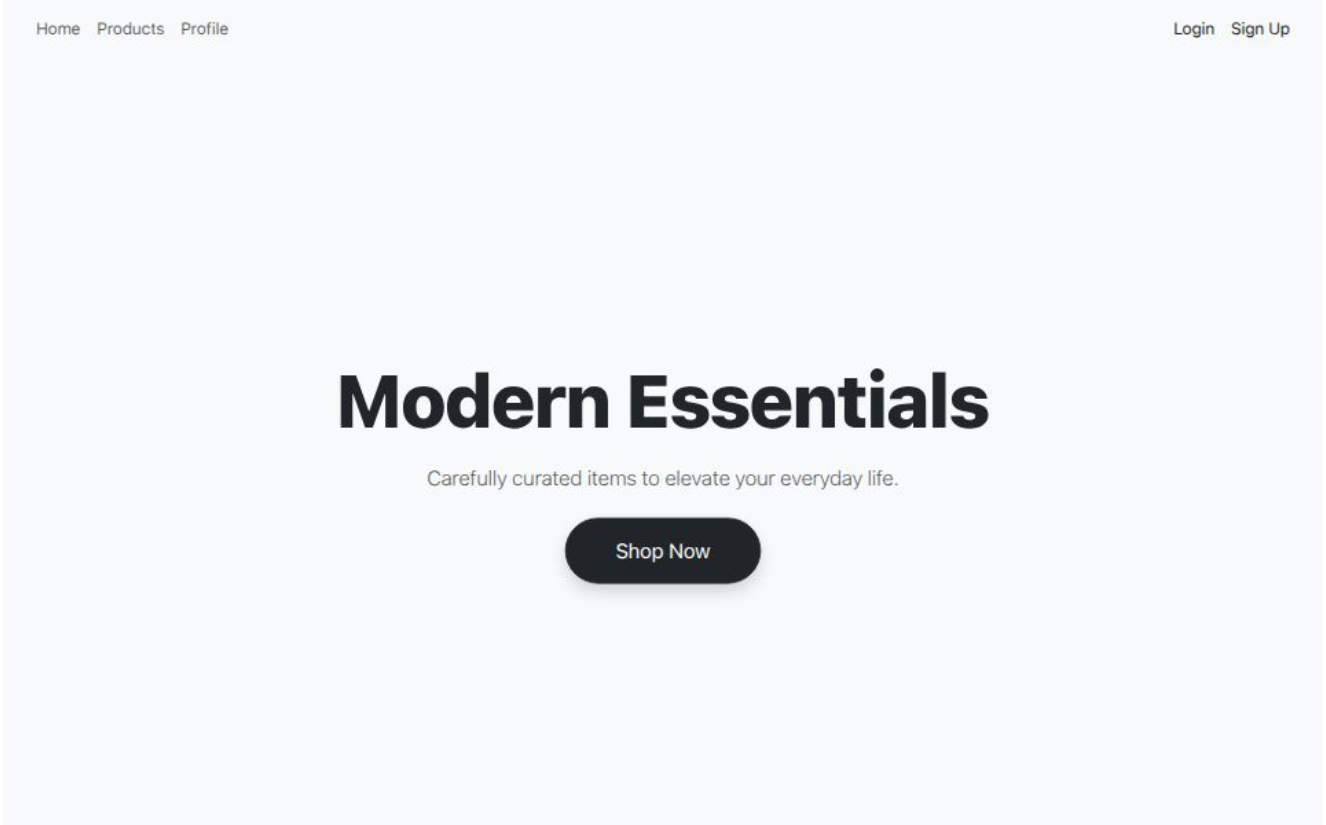 Home Products Profile Login Sign Up
Modern Essentials
Carefully curated items to elevate your everyday life.
Shop Now